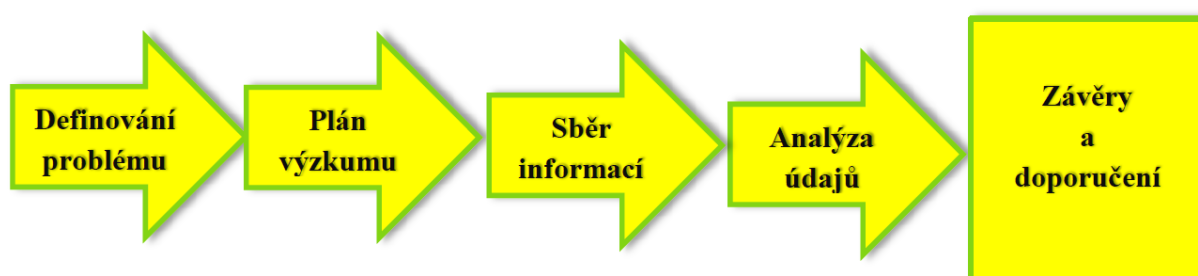 Definování
problému
Plán
výzkumu
Sběr
informací
Analýza
údajů
Závěry
a
doporučení